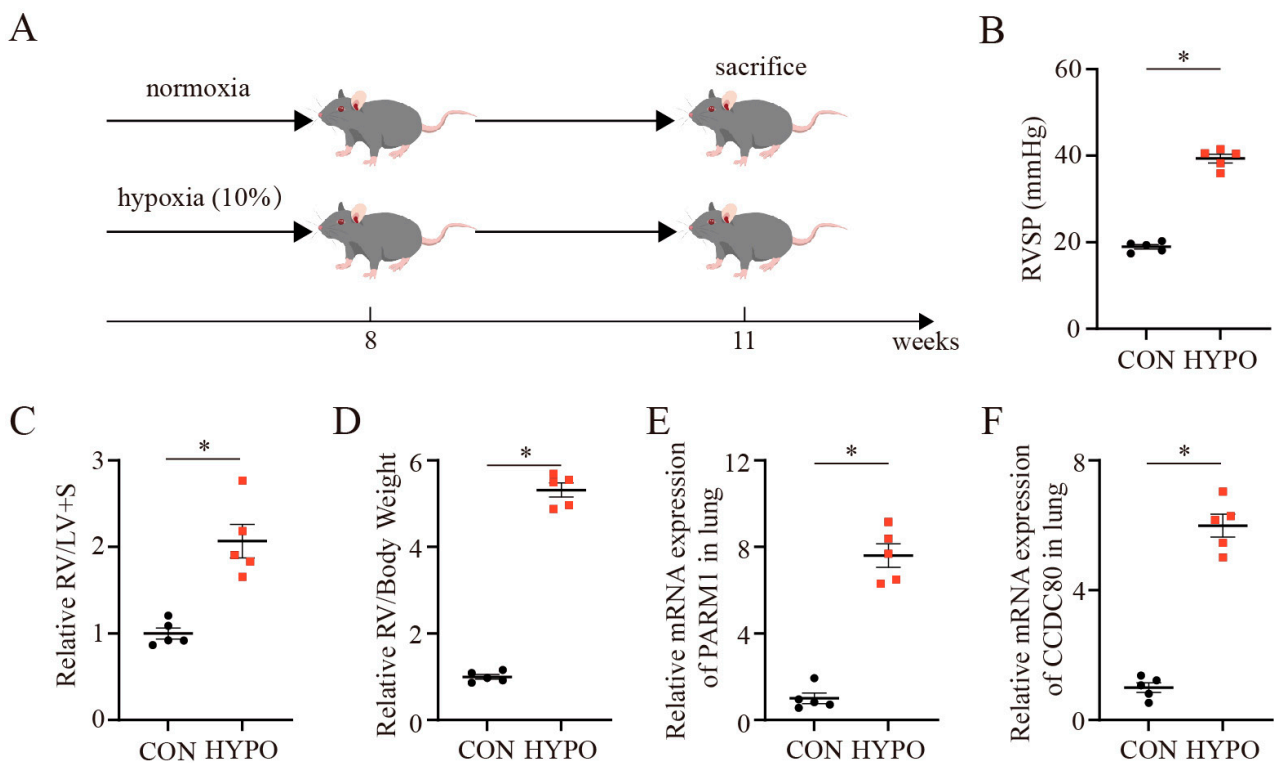 A
normoxia
sacrifice
hypoxia (10%)
8
11
weeks
B
*
RVSP (mmHg)
60
40
20
0
CON HYPO
C
*
Relative RV/LV+S
3
2
1
0
CON HYPO
D
*
Relative RV/Body Weight
6
4
2
0
CON HYPO
E
*
Relative mRNA expression
of PARM1 in lung
12
8
4
0
CON HYPO
F
*
Relative mRNA expression
of CCDC80 in lung
8
4
0
CON HYPO